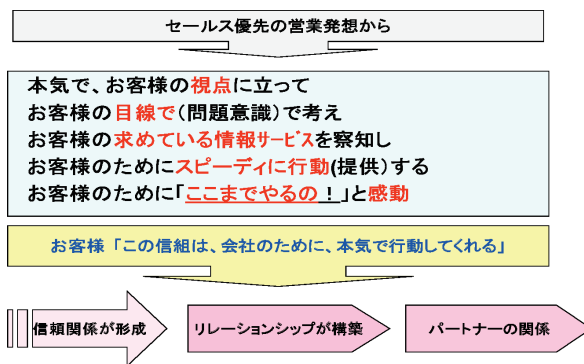 セールス優先の営業発想から
本気で、お客様の視点に立って
お客様の目線で(問題意識)で考え
お客様の求めている情報サービスを察知し
お客様のためにスピーディに行動(提供)する
お客様のために「ここまでやるの！」と感動
お客様「この信組は、会社のために、本気で行動してくれる」
信頼関係が形成
リレーションシップが構築
パートナーの関係